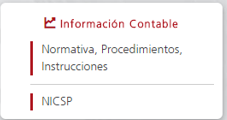 Información Contable
Normativa, Procedimientos,
Instrucciones
NICSP